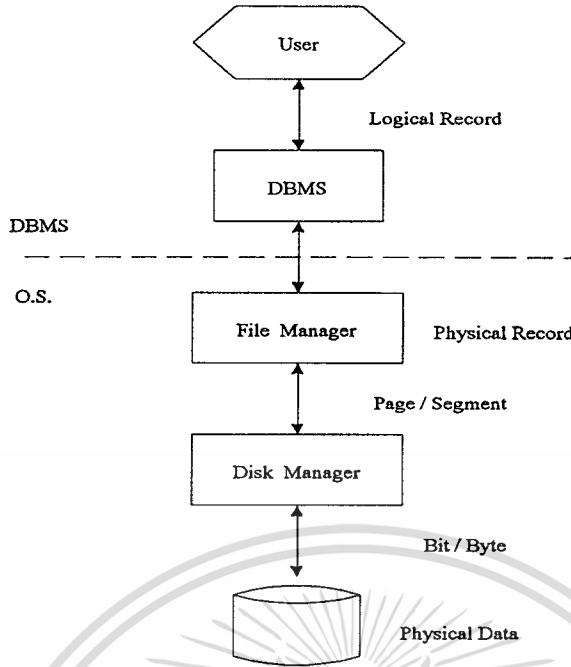 User
Logical Record
DBMS
DBMS
O.S.
File Manager
Physical Record
Page / Segment
Disk Manager
Bit / Byte
Physical Data